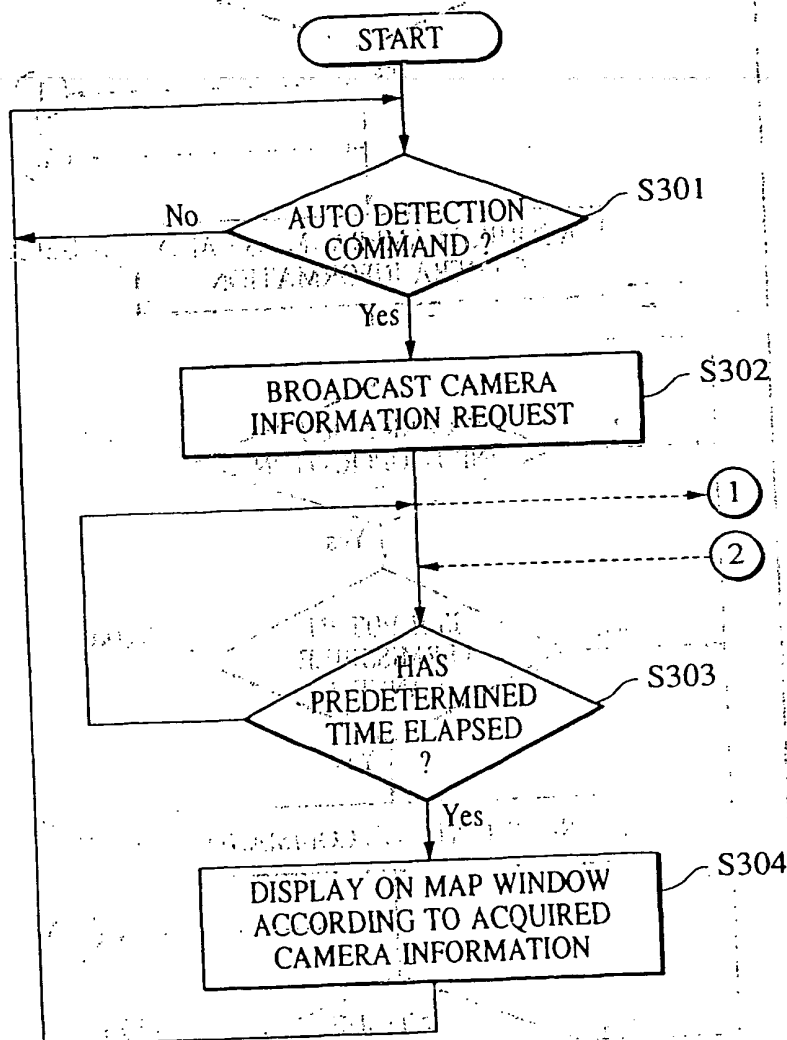 START
AUTO DETECTION
COMMAND ?
S301
No
Yes
BROADCAST CAMERA
INFORMATION REQUEST
S302
1
2
HAS
PREDETERMINED
TIME ELAPSED
?
S303
Yes
DISPLAY ON MAP WINDOW
ACCORDING TO ACQUIRED
CAMERA INFORMATION
S304